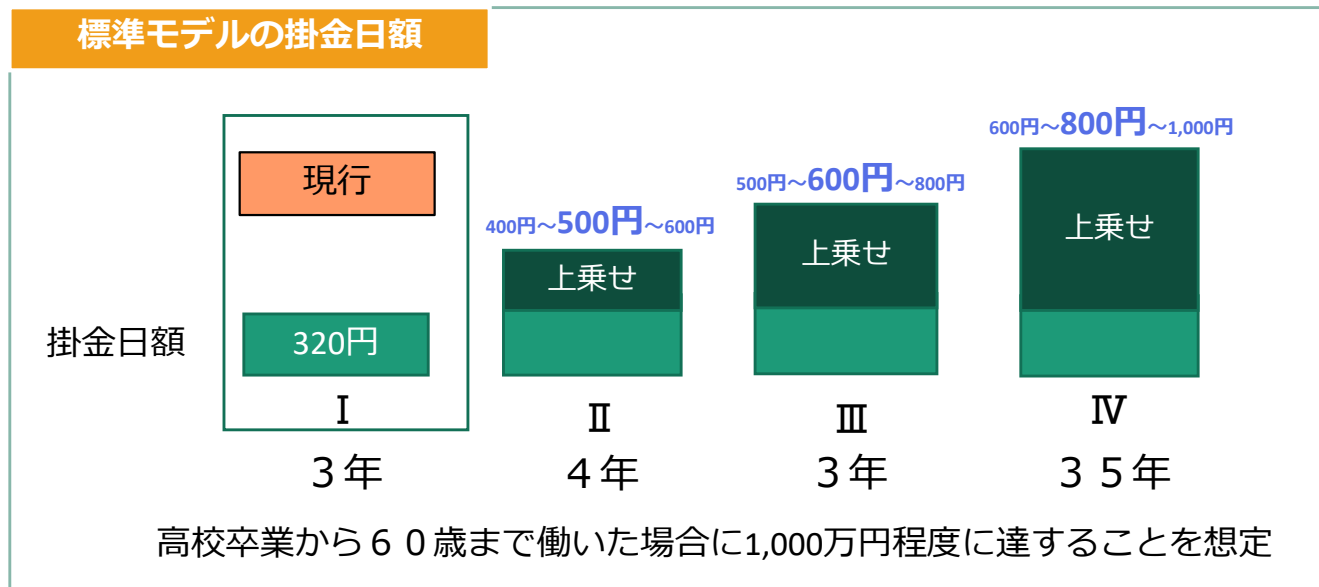 標準モデルの掛金日額
600円～800円～1,000円
500円～600円～800円
400円～500円～600円
現行
上乗せ
上乗せ
上乗せ
掛金日額
320円
Ⅰ
Ⅱ
Ⅲ
Ⅳ
３年
４年
３年
３５年
高校卒業から６０歳まで働いた場合に1,000万円程度に達することを想定